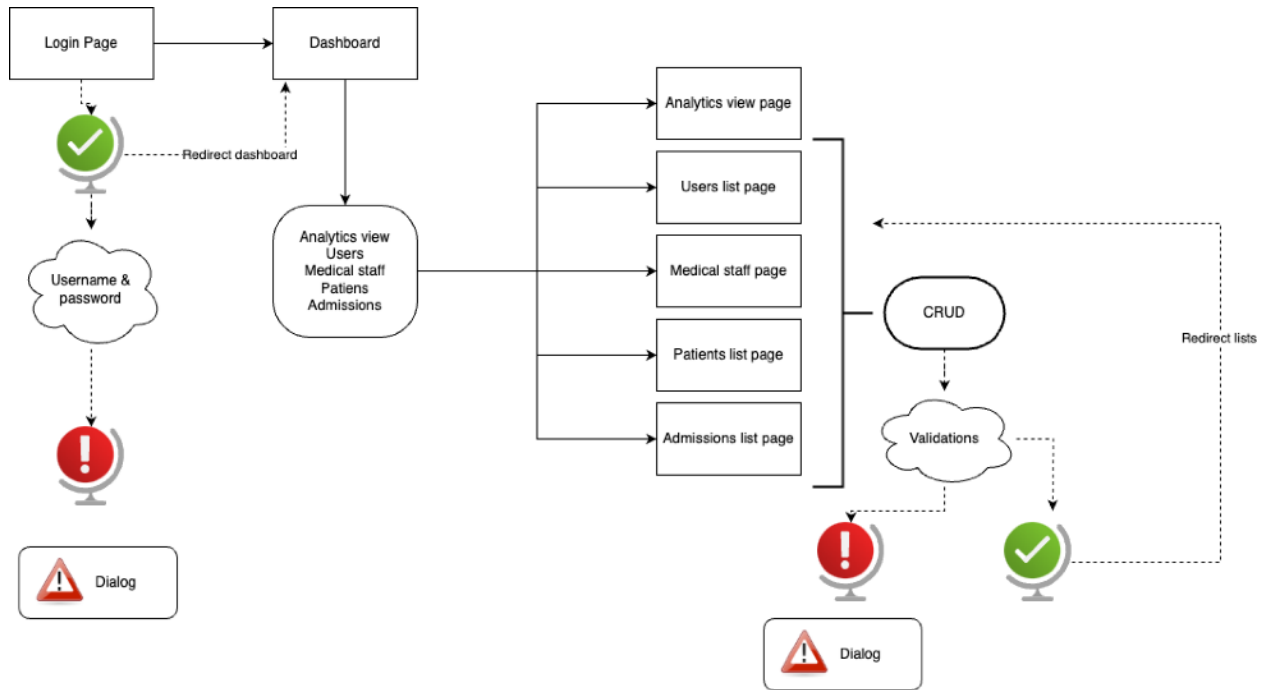 Login Page
Dashboard
Redirect dashboard
Username &
password
Dialog
Analytics view
Users
Medical staff
Patiens
Admissions
Analytics view page
Users list page
Medical staff page
Patients list page
Admissions list page
CRUD
Validations
Redirect lists
Dialog